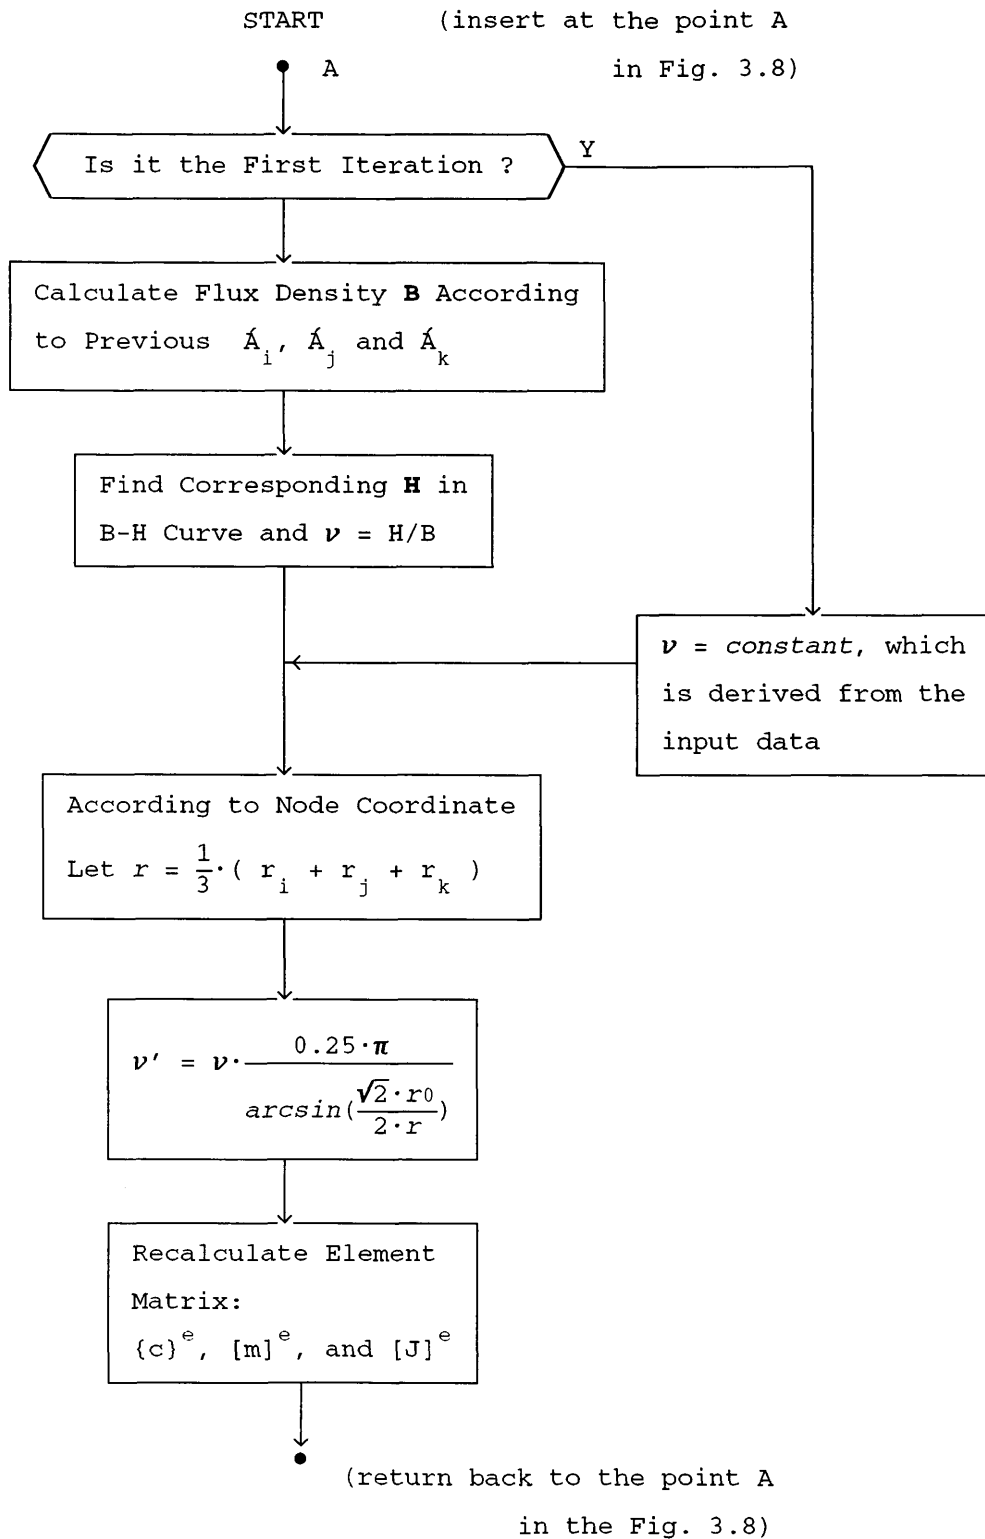 START (insert at the point A
A in Fig. 3.8)
Is it the First Iteration ?
Y
Calculate Flux Density B According
to Previous Á_i, Á_j and Á_k
Find Corresponding H in
B-H Curve and ν = H/B
ν = constant, which
is derived from the
input data
According to Node Coordinate
Let r = 1/3·( r_i + r_j + r_k )
ν' = ν· 0.25·π / arcsin(√2·r0 / 2·r)
Recalculate Element
Matrix:
{c}^e, [m]^e, and [J]^e
(return back to the point A
in the Fig. 3.8)